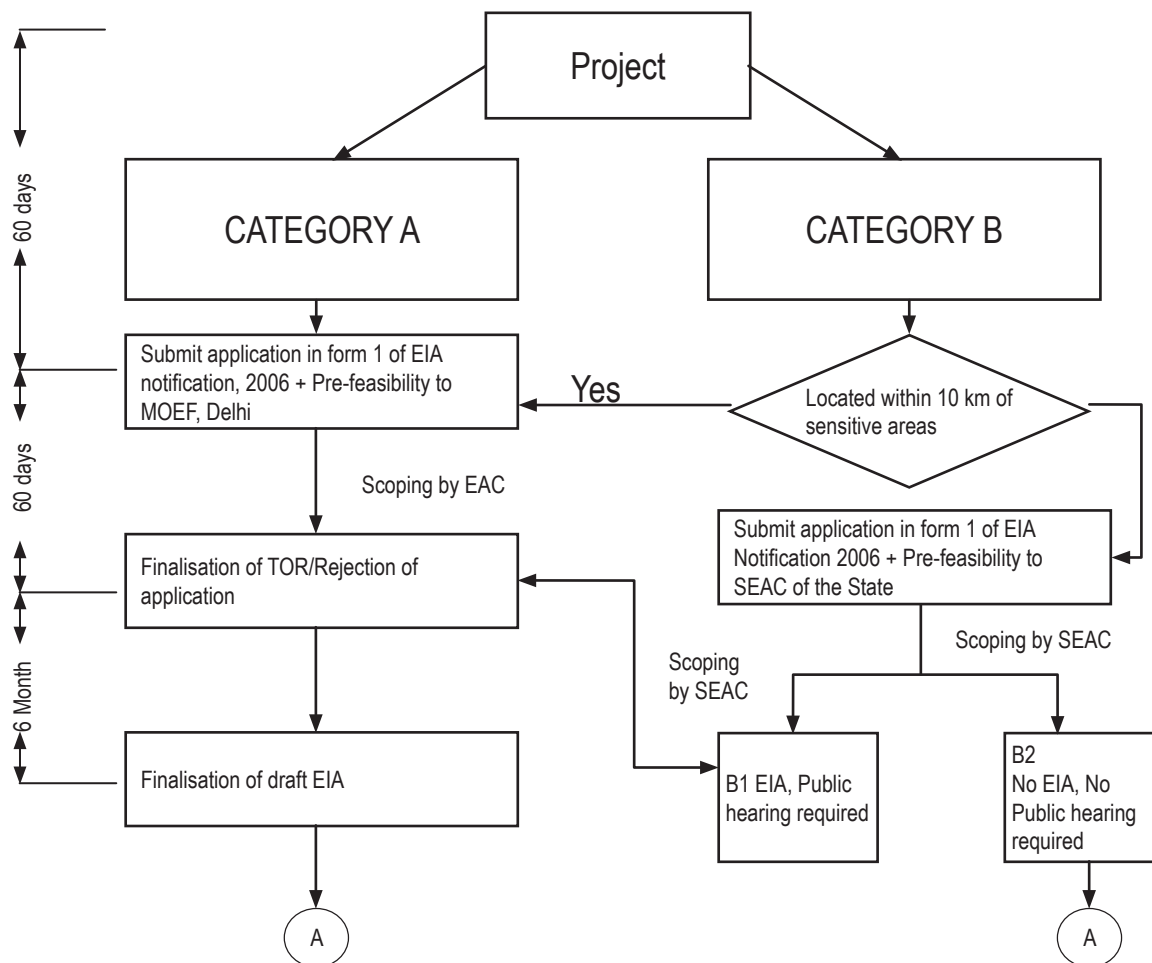 Project
60 days
CATEGORY A
CATEGORY B
Submit application in form 1 of EIA
notification, 2006 + Pre-feasibility to
MOEF, Delhi
Yes
Located within 10 km of
sensitive areas
60 days
Scoping by EAC
Submit application in form 1 of EIA
Notification 2006 + Pre-feasibility to
SEAC of the State
Finalisation of TOR/Rejection of
application
Scoping by SEAC
Scoping
by SEAC
6 Month
Finalisation of draft EIA
B1 EIA, Public
hearing required
B2
No EIA, No
Public hearing
required
A
A